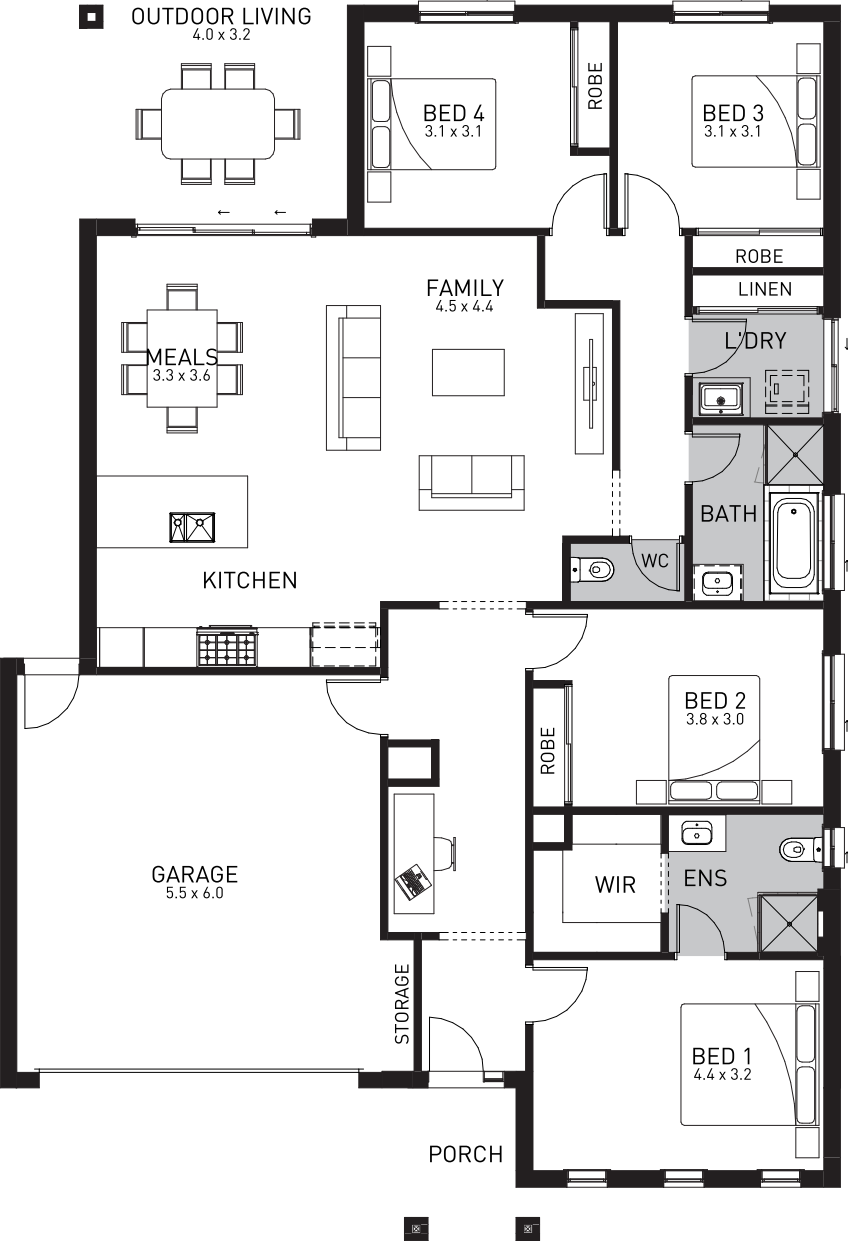 OUTDOOR LIVING
4.0 x 3.2
BED 4
3.1 x 3.1
ROBE
BED 3
3.1 x 3.1
ROBE
LINEN
FAMILY
4.5 x 4.4
L'DRY
MEALS
3.3 x 3.6
BATH
WC
KITCHEN
BED 2
3.8 x 3.0
ROBE
GARAGE
5.5 x 6.0
WIR
ENS
STORAGE
BED 1
4.4 x 3.2
PORCH